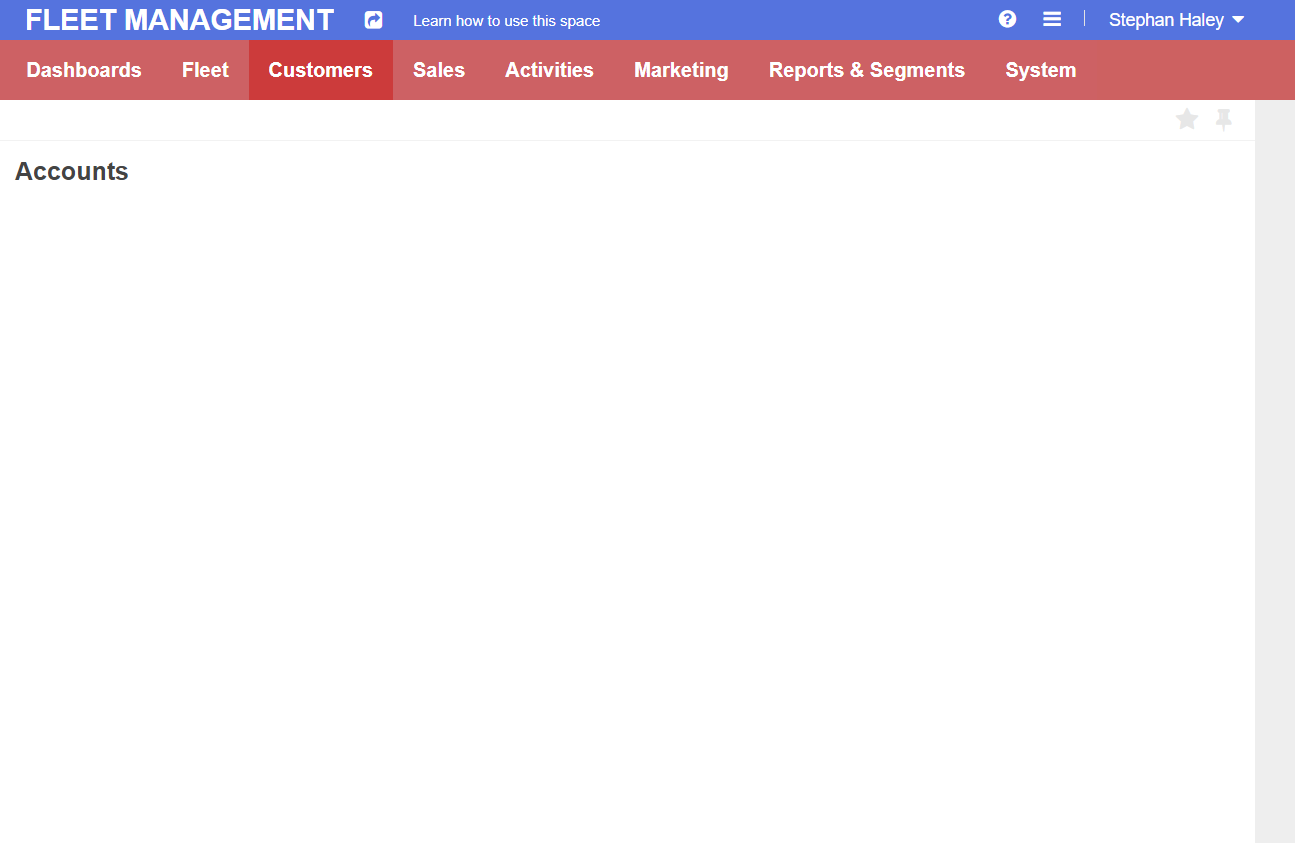 FLEET MANAGEMENT Learn how to use this space Stephan Haley
Dashboards Fleet Customers Sales Activities Marketing Reports & Segments System
Accounts